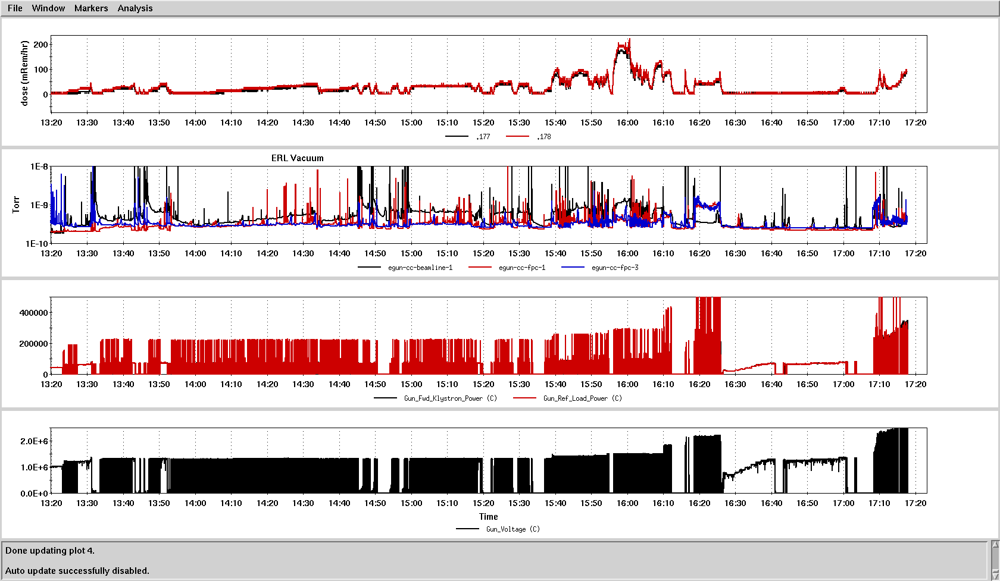 File Window Markers Analysis
200
100
0
dose (mRem/hr)
13:20 13:30 13:40 13:50 14:00 14:10 14:20 14:30 14:40 14:50 15:00 15:10 15:20 15:30 15:40 15:50 16:00 16:10 16:20 16:30 16:40 16:50 17:00 17:10 17:20
.177 .178
ERL Vacuum
1E-8
1E-9
1E-10
Torr
13:20 13:30 13:40 13:50 14:00 14:10 14:20 14:30 14:40 14:50 15:00 15:10 15:20 15:30 15:40 15:50 16:00 16:10 16:20 16:30 16:40 16:50 17:00 17:10 17:20
egun-cc-beamline-1 egun-cc-fpc-1 egun-cc-fpc-3
400000
200000
0
13:20 13:30 13:40 13:50 14:00 14:10 14:20 14:30 14:40 14:50 15:00 15:10 15:20 15:30 15:40 15:50 16:00 16:10 16:20 16:30 16:40 16:50 17:00 17:10 17:20
Gun_Fwd_Klystron_Power (C) Gun_Ref_Load_Power (C)
2.0E+6
1.0E+6
0.0E+0
13:20 13:30 13:40 13:50 14:00 14:10 14:20 14:30 14:40 14:50 15:00 15:10 15:20 15:30 15:40 15:50 16:00 16:10 16:20 16:30 16:40 16:50 17:00 17:10 17:20
Time
Gun_Voltage (C)
Done updating plot 4.
Auto update successfully disabled.